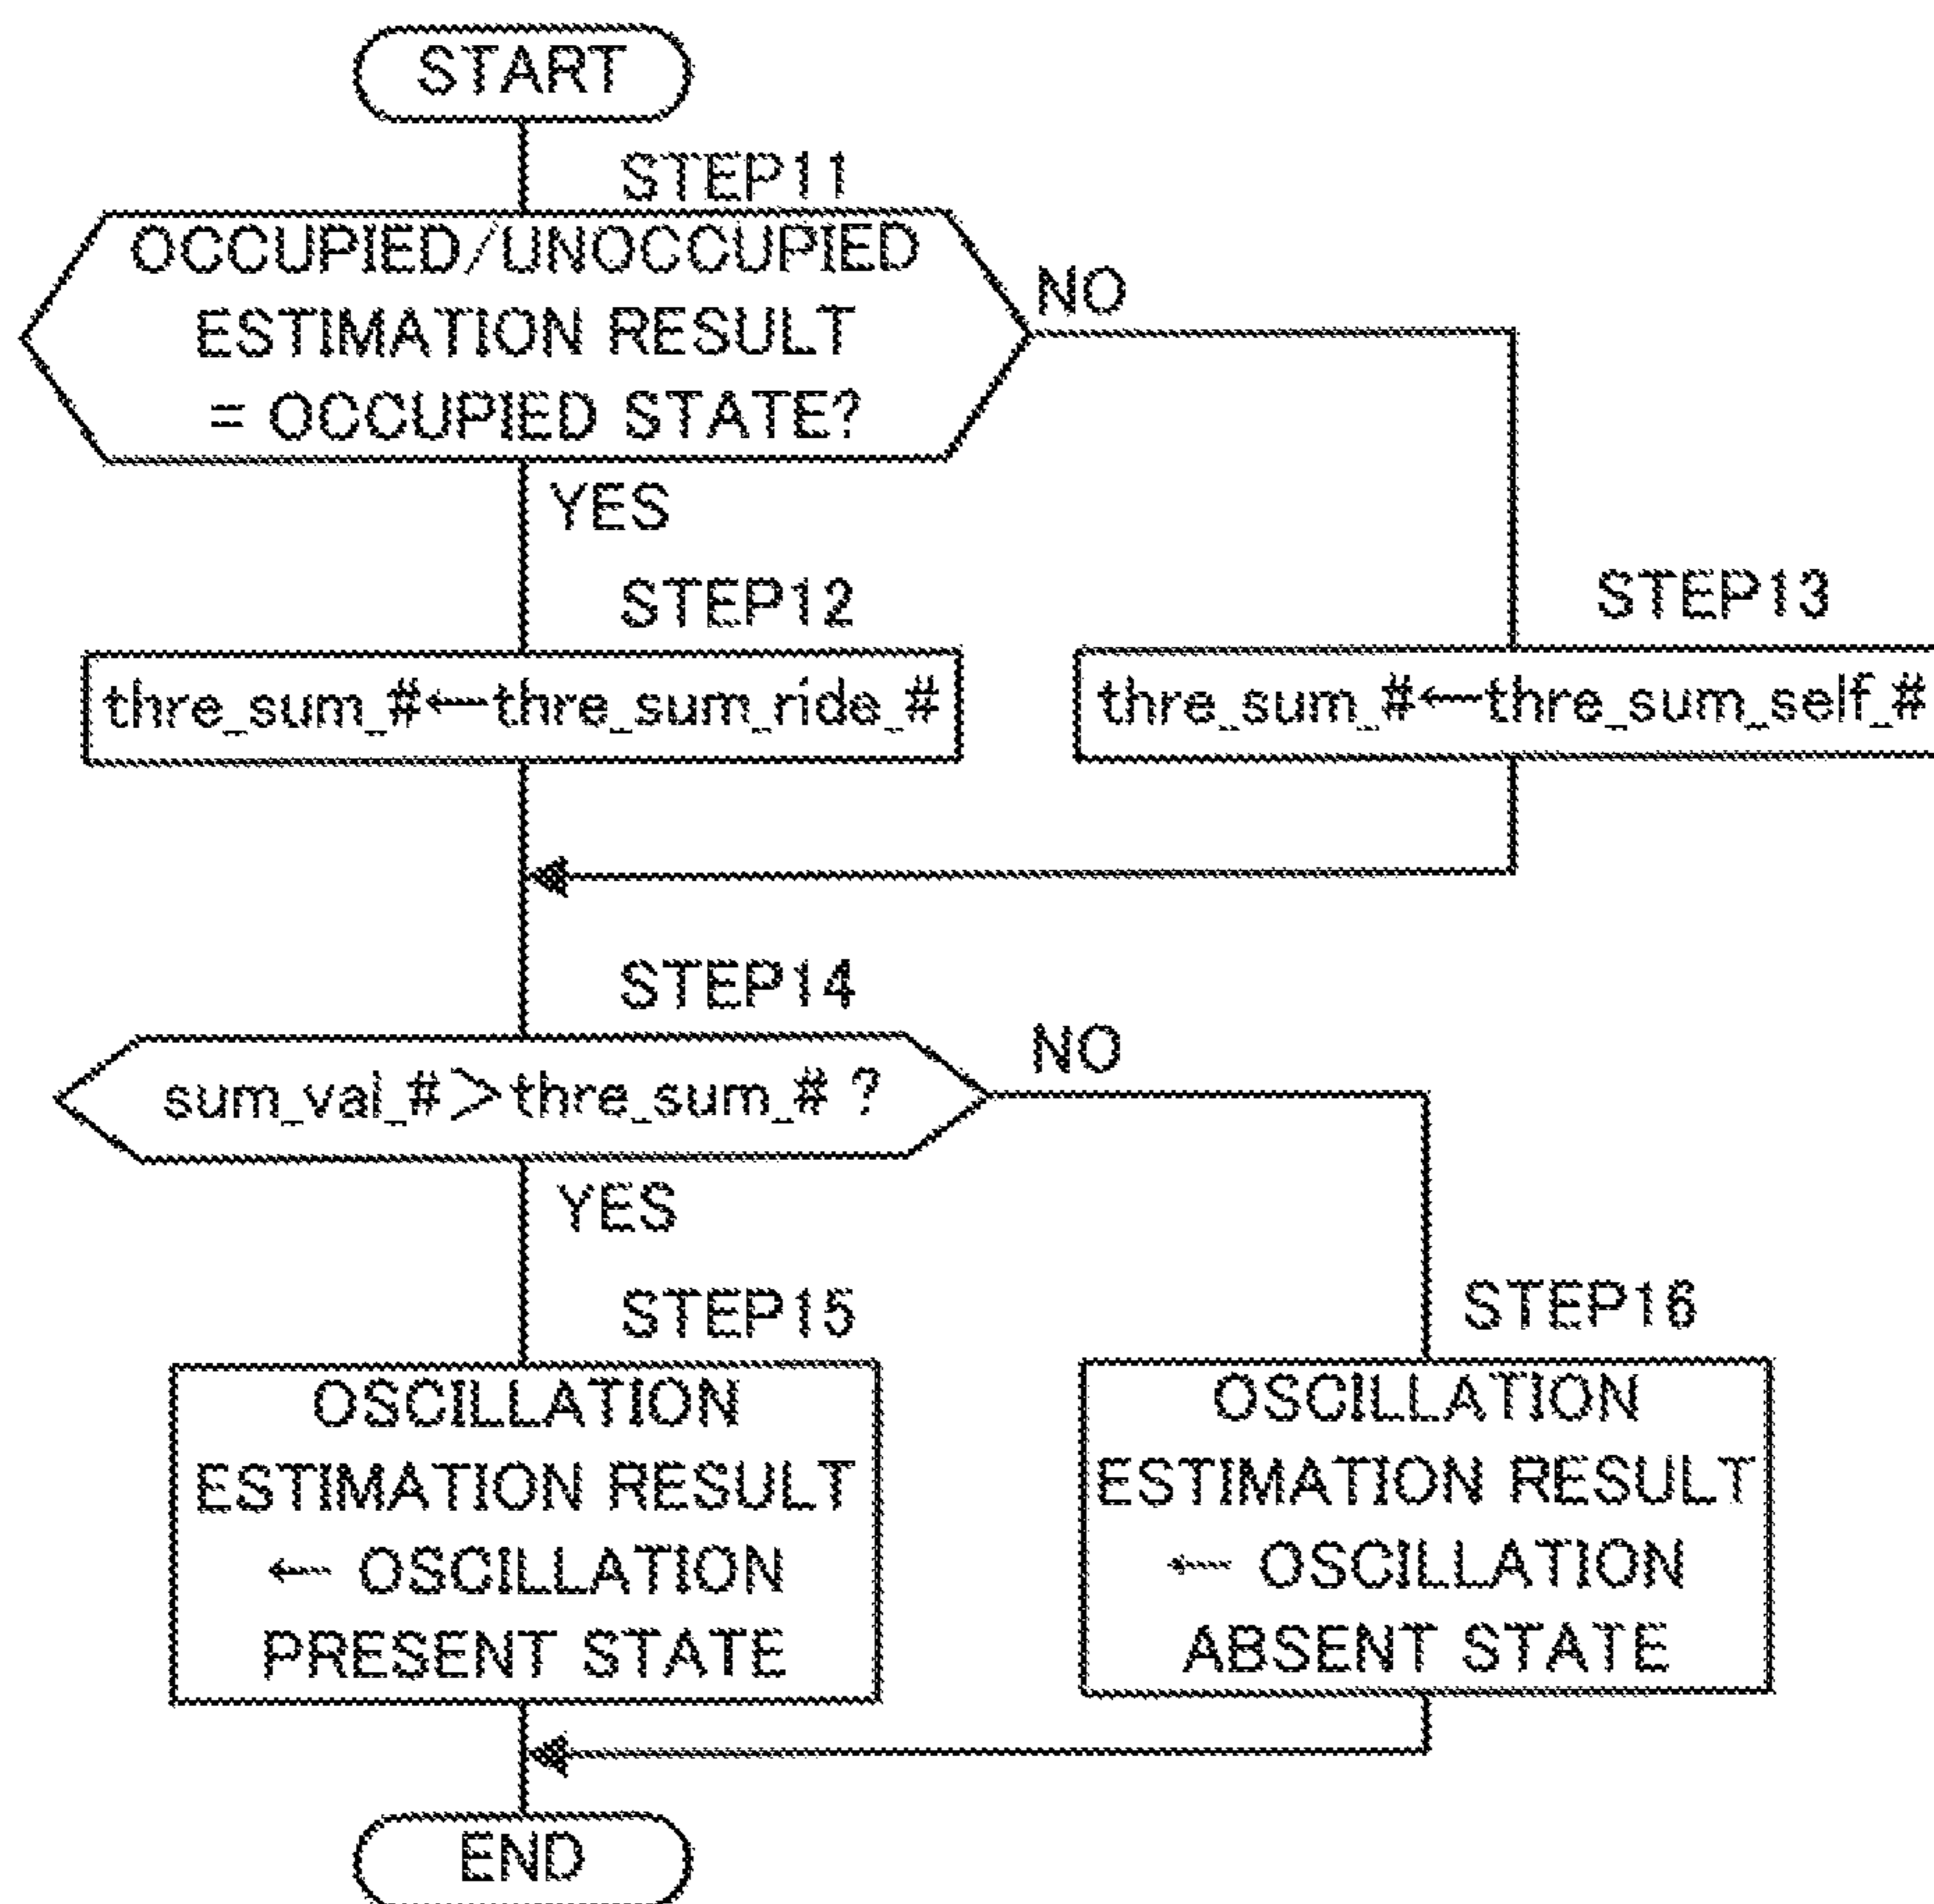 START
STEP11
OCCUPIED/UNOCCUPIED
ESTIMATION RESULT
= OCCUPIED STATE?
NO
YES
STEP12
thre_sum_#←thre_sum_ride_#
STEP13
thre_sum_#←thre_sum_self_#
STEP14
sum_val_#>thre_sum_# ?
NO
YES
STEP15
OSCILLATION
ESTIMATION RESULT
← OSCILLATION
PRESENT STATE
STEP16
OSCILLATION
ESTIMATION RESULT
← OSCILLATION
ABSENT STATE
END